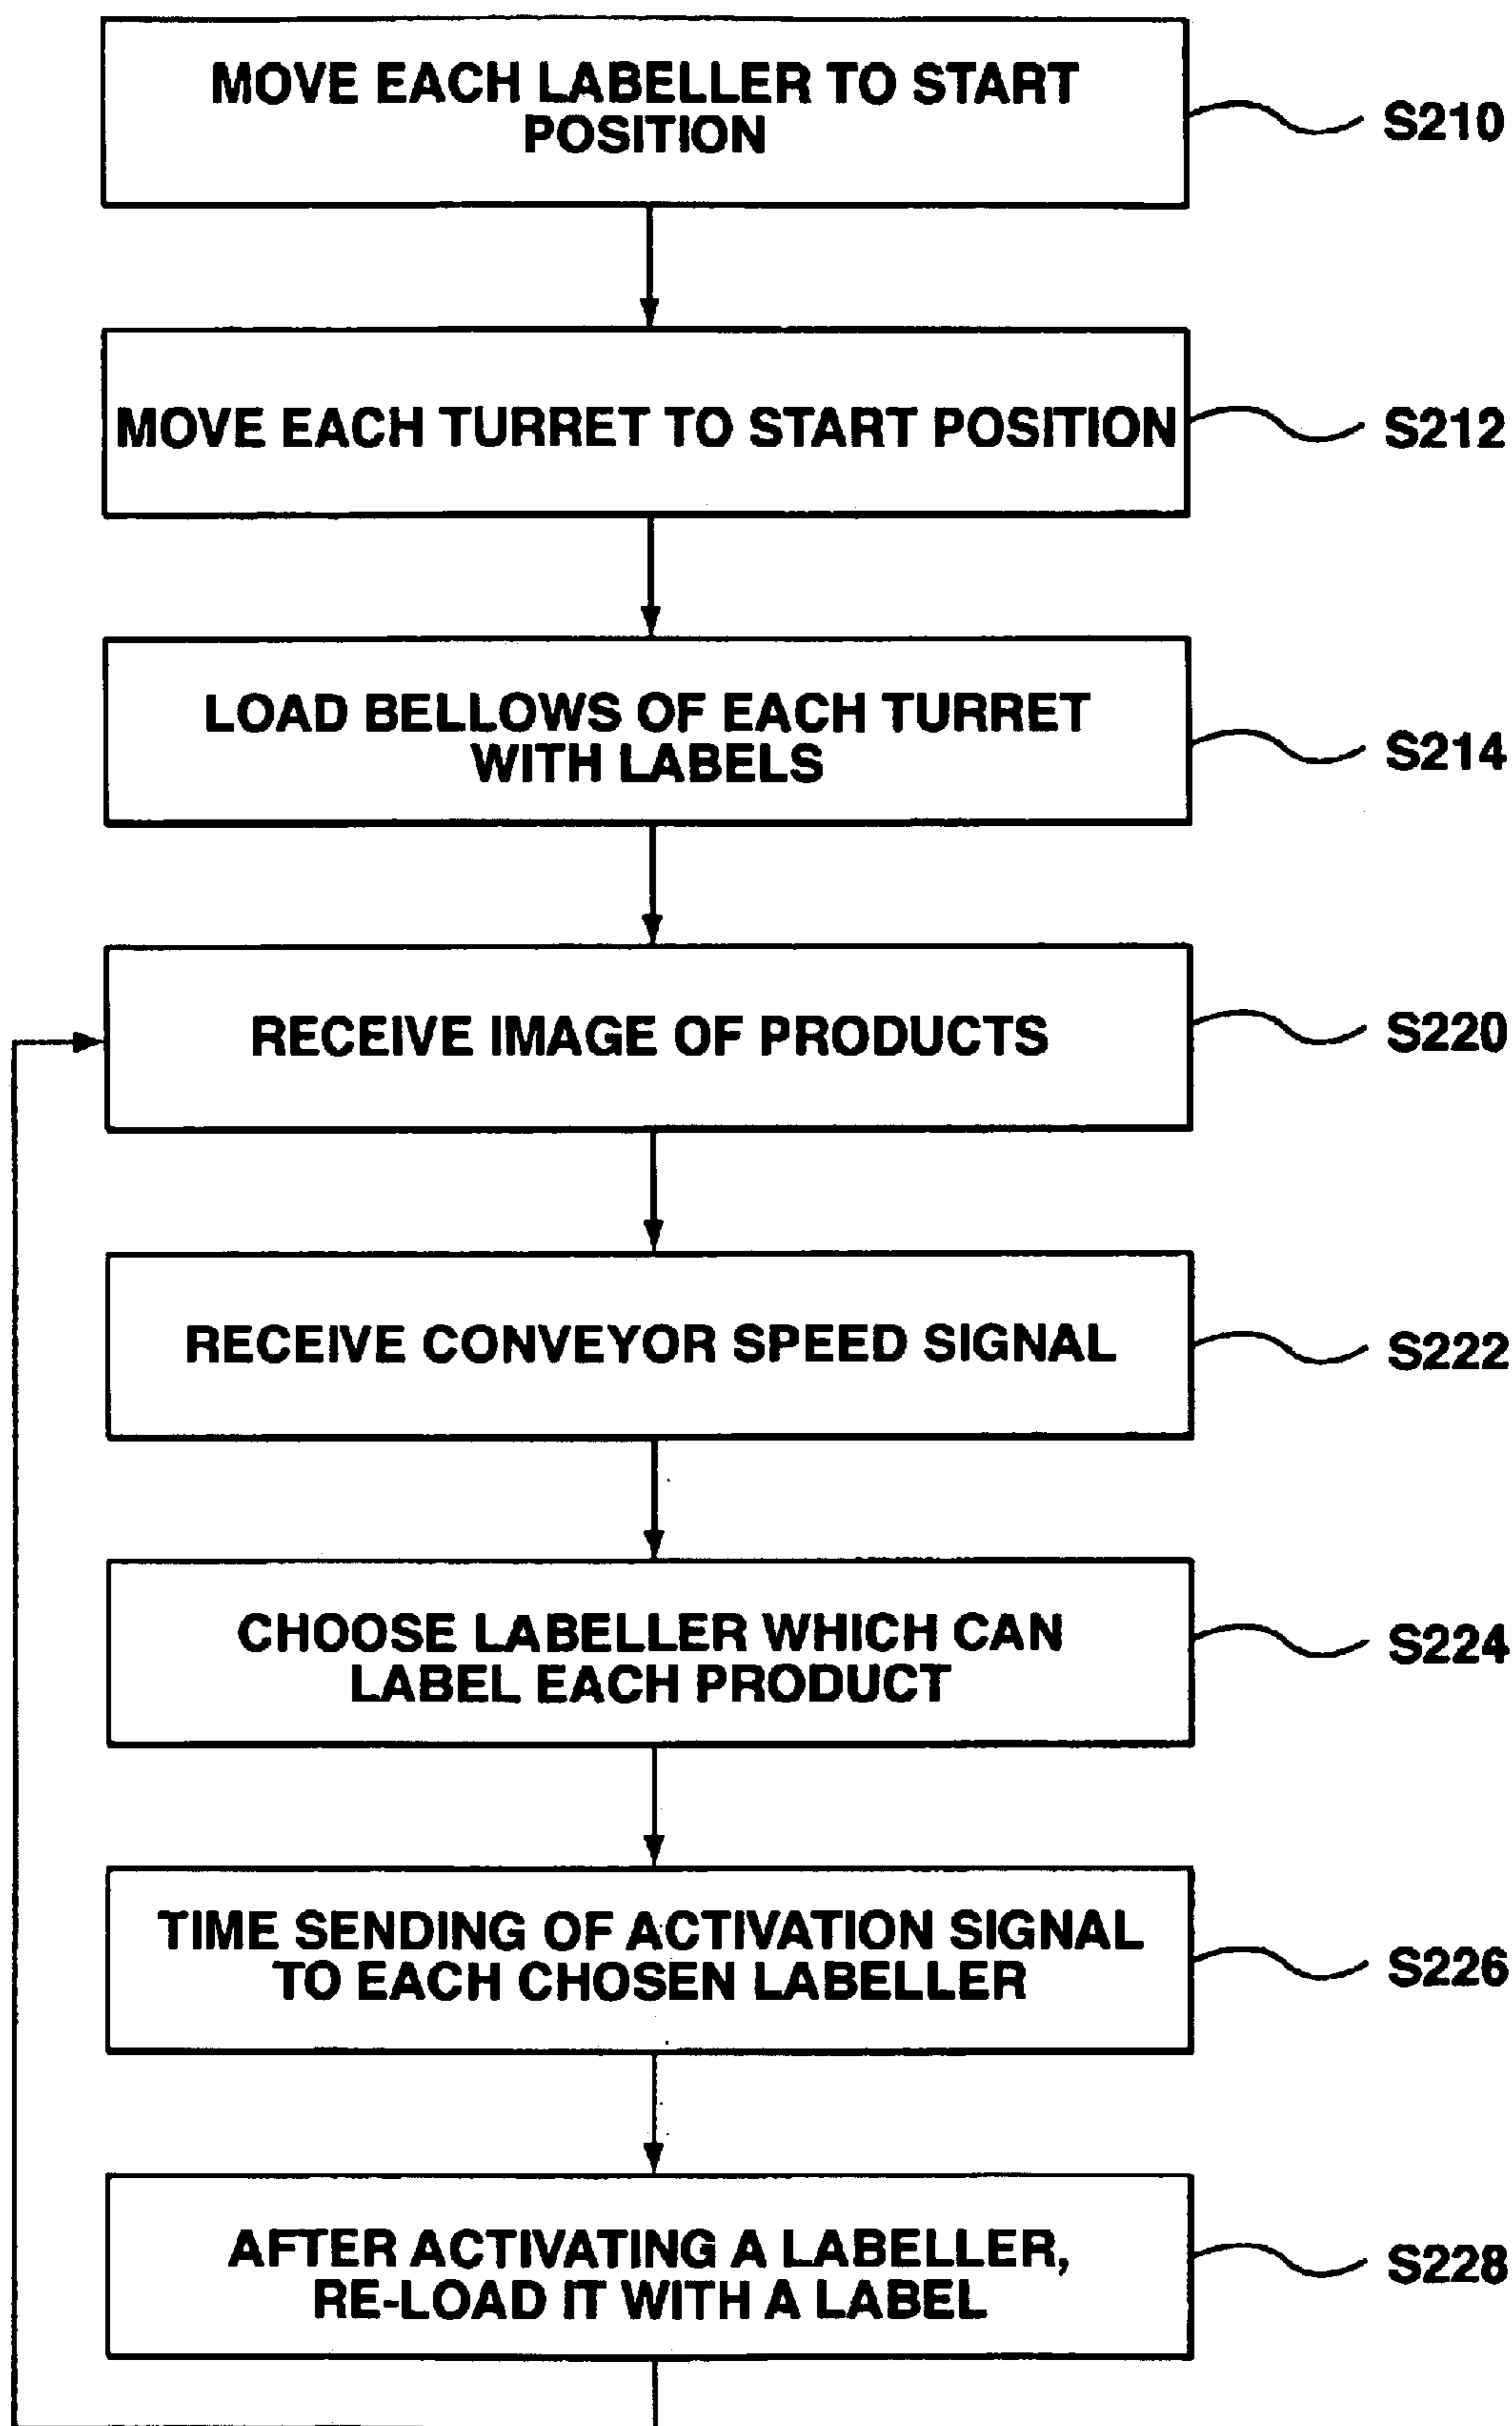 MOVE EACH LABELLER TO START
POSITION
S210
MOVE EACH TURRET TO START POSITION
S212
LOAD BELLOWS OF EACH TURRET
WITH LABELS
S214
RECEIVE IMAGE OF PRODUCTS
S220
RECEIVE CONVEYOR SPEED SIGNAL
S222
CHOOSE LABELLER WHICH CAN
LABEL EACH PRODUCT
S224
TIME SENDING OF ACTIVATION SIGNAL
TO EACH CHOSEN LABELLER
S226
AFTER ACTIVATING A LABELLER,
RE-LOAD IT WITH A LABEL
S228